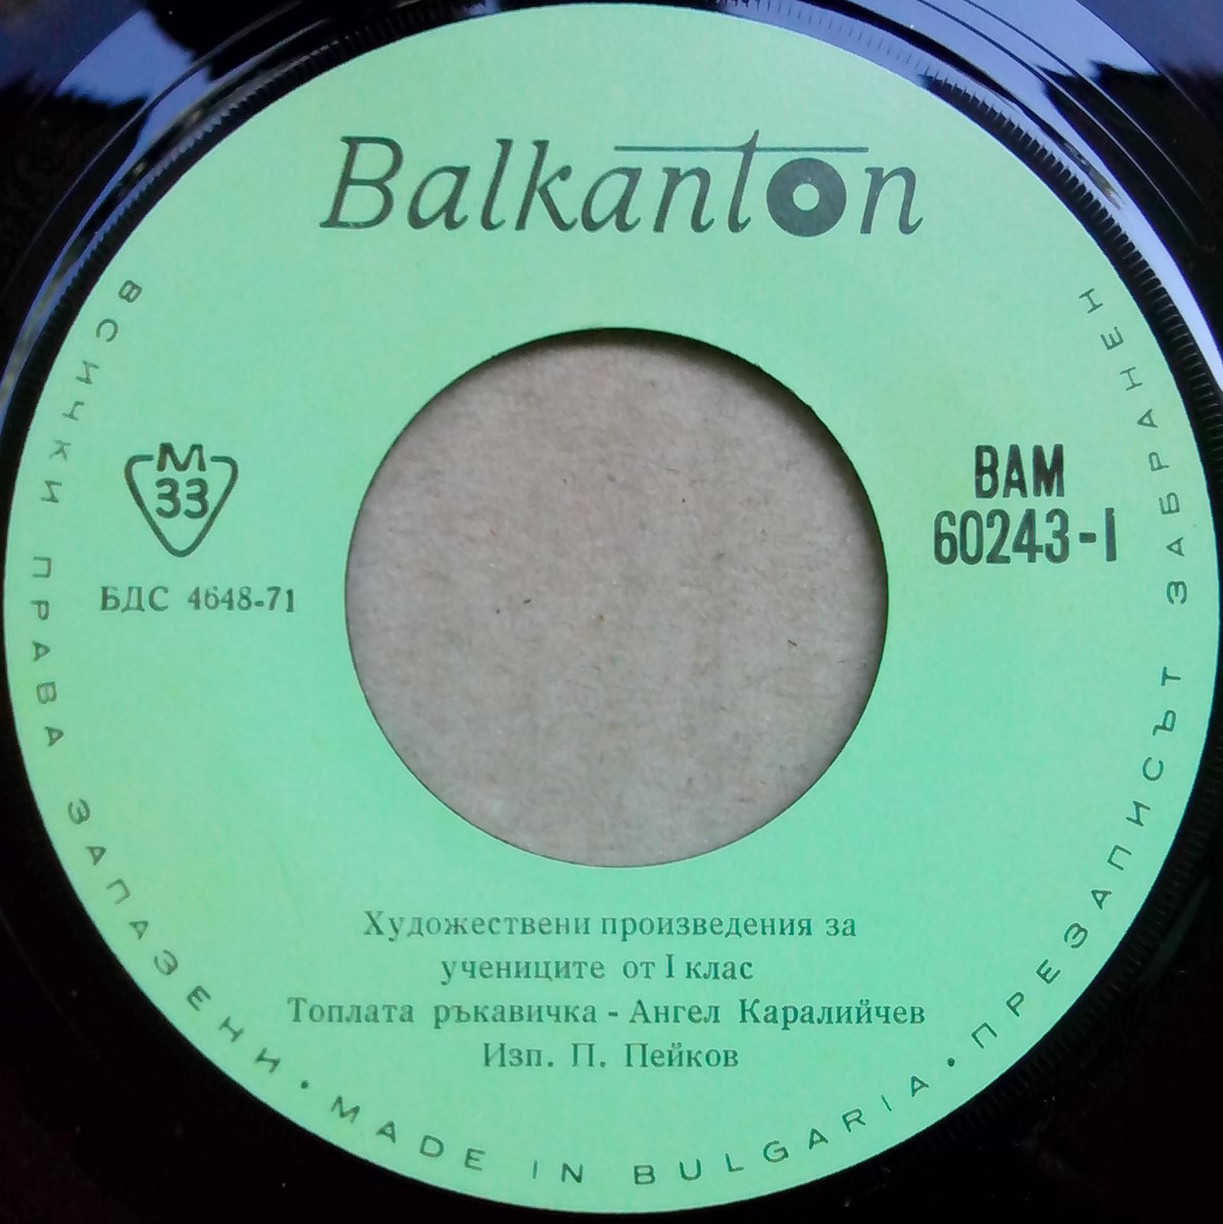 Balkanton
M
33
БДС 4648-71
ВАМ
60243-1
Художествени произведения за
учениците от I клас
Топлата ръкавичка - Ангел Каралийчев
Изп. П. Пейков
ВСИЧКИ ПРАВА ЗАПАЗЕНИ · MADE IN BULGARIA · ПРЕЗАПИСЪТ ЗАБРАНЕН